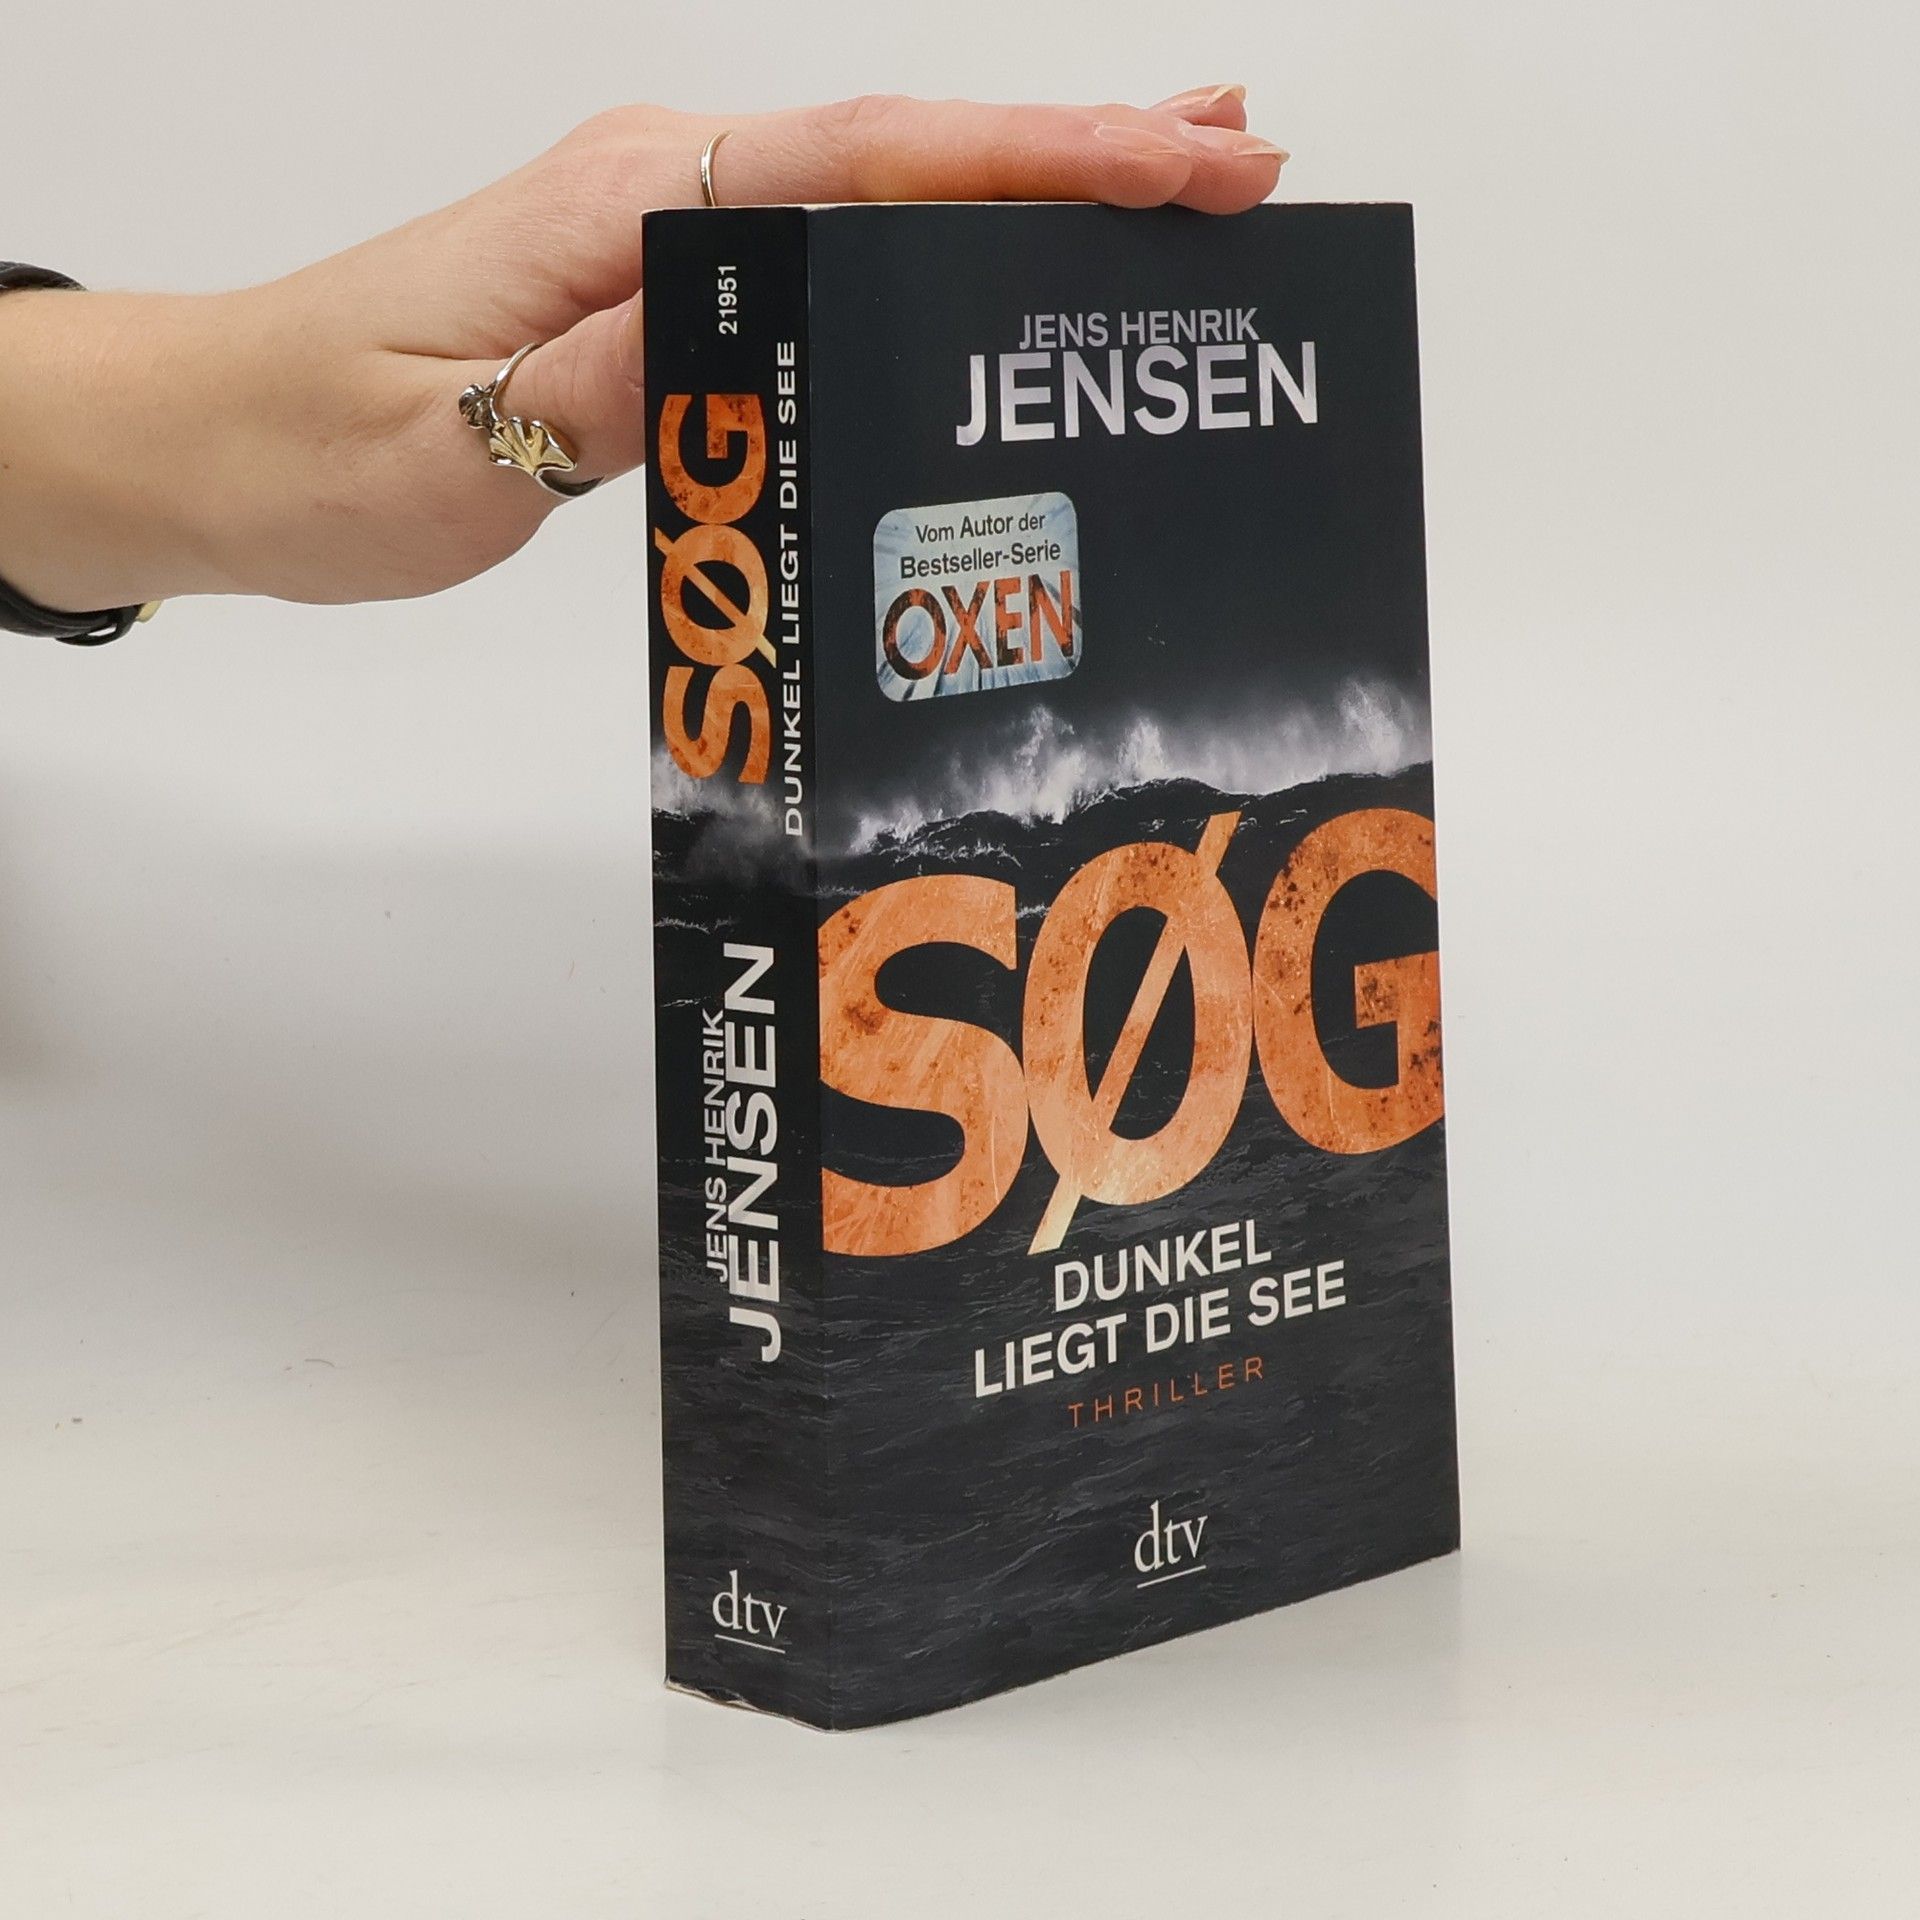 21951
SØG
DUNKEL LIEGT DIE SEE
JENS HENRIK
JENSEN
dtv
JENS HENRIK
JENSEN
Vom Autor der
Bestseller-Serie
OXEN
SØG
DUNKEL
LIEGT DIE SEE
THRILLER
dtv